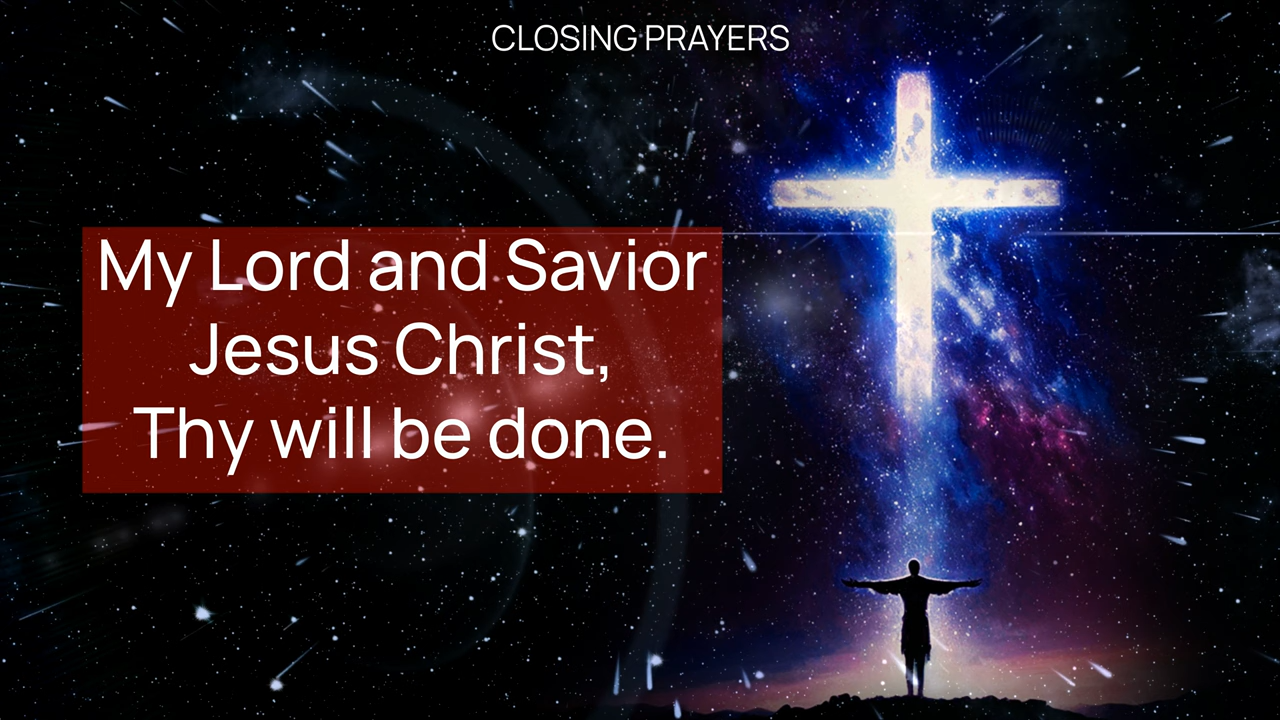 CLOSING PRAYERS
My Lord and Savior
Jesus Christ,
Thy will be done.